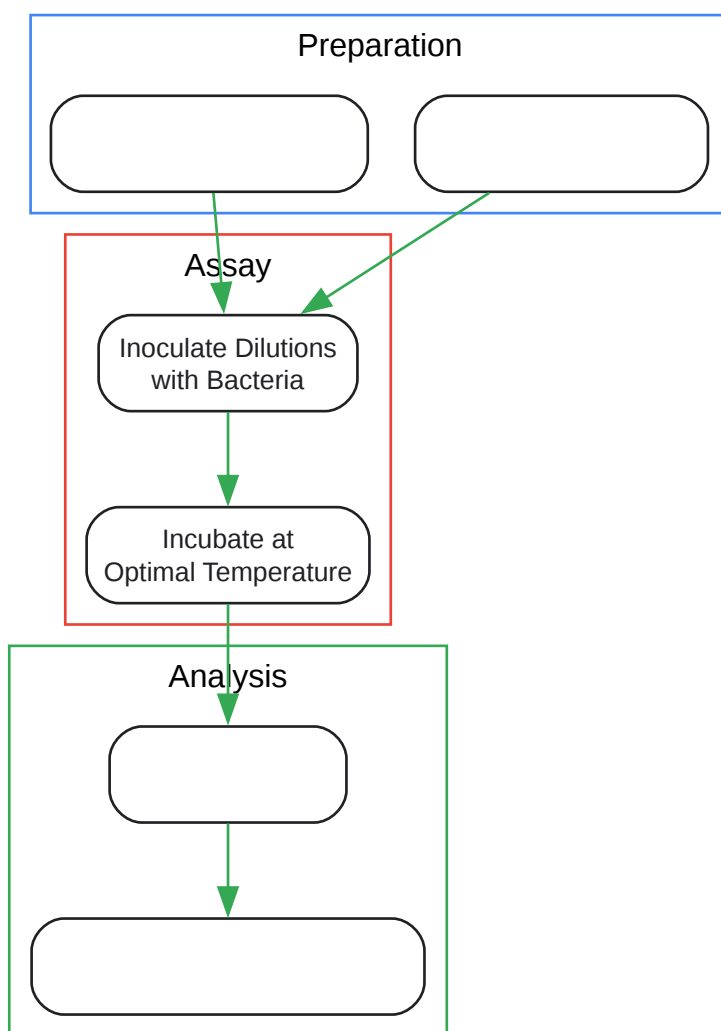 Preparation
Assay
Inoculate Dilutions
with Bacteria
Incubate at
Optimal Temperature
Analysis